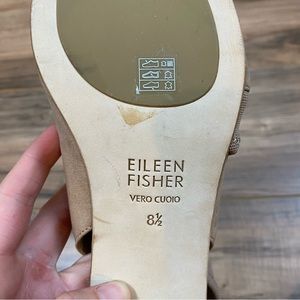 EILEEN
FISHER
VERO CUOIO
8½